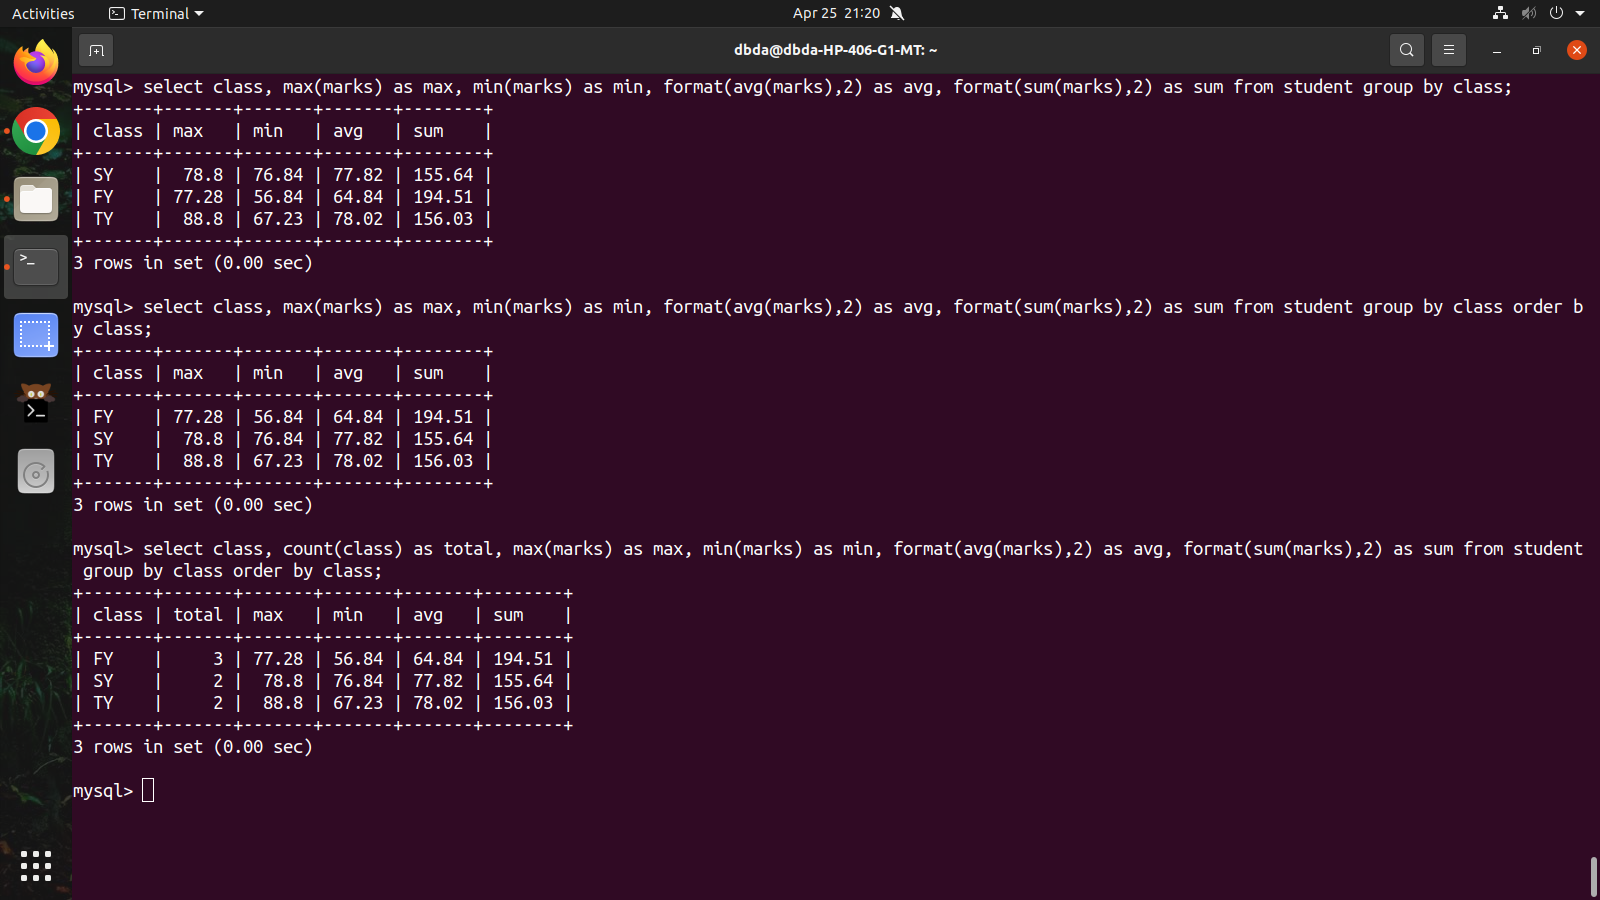 Activities Terminal Apr 25 21:20
dbda@dbda-HP-406-G1-MT: ~
mysql> select class, max(marks) as max, min(marks) as min, format(avg(marks),2) as avg, format(sum(marks),2) as sum from student group by class;
+-------+-------+-------+-------+--------+
| class | max   | min   | avg   | sum    |
+-------+-------+-------+-------+--------+
| SY    |  78.8 | 76.84 | 77.82 | 155.64 |
| FY    | 77.28 | 56.84 | 64.84 | 194.51 |
| TY    |  88.8 | 67.23 | 78.02 | 156.03 |
+-------+-------+-------+-------+--------+
3 rows in set (0.00 sec)
mysql> select class, max(marks) as max, min(marks) as min, format(avg(marks),2) as avg, format(sum(marks),2) as sum from student group by class order b
y class;
+-------+-------+-------+-------+--------+
| class | max   | min   | avg   | sum    |
+-------+-------+-------+-------+--------+
| FY    | 77.28 | 56.84 | 64.84 | 194.51 |
| SY    |  78.8 | 76.84 | 77.82 | 155.64 |
| TY    |  88.8 | 67.23 | 78.02 | 156.03 |
+-------+-------+-------+-------+--------+
3 rows in set (0.00 sec)
mysql> select class, count(class) as total, max(marks) as max, min(marks) as min, format(avg(marks),2) as avg, format(sum(marks),2) as sum from student
 group by class order by class;
+-------+-------+-------+-------+-------+--------+
| class | total | max   | min   | avg   | sum    |
+-------+-------+-------+-------+-------+--------+
| FY    |     3 | 77.28 | 56.84 | 64.84 | 194.51 |
| SY    |     2 |  78.8 | 76.84 | 77.82 | 155.64 |
| TY    |     2 |  88.8 | 67.23 | 78.02 | 156.03 |
+-------+-------+-------+-------+-------+--------+
3 rows in set (0.00 sec)
mysql>